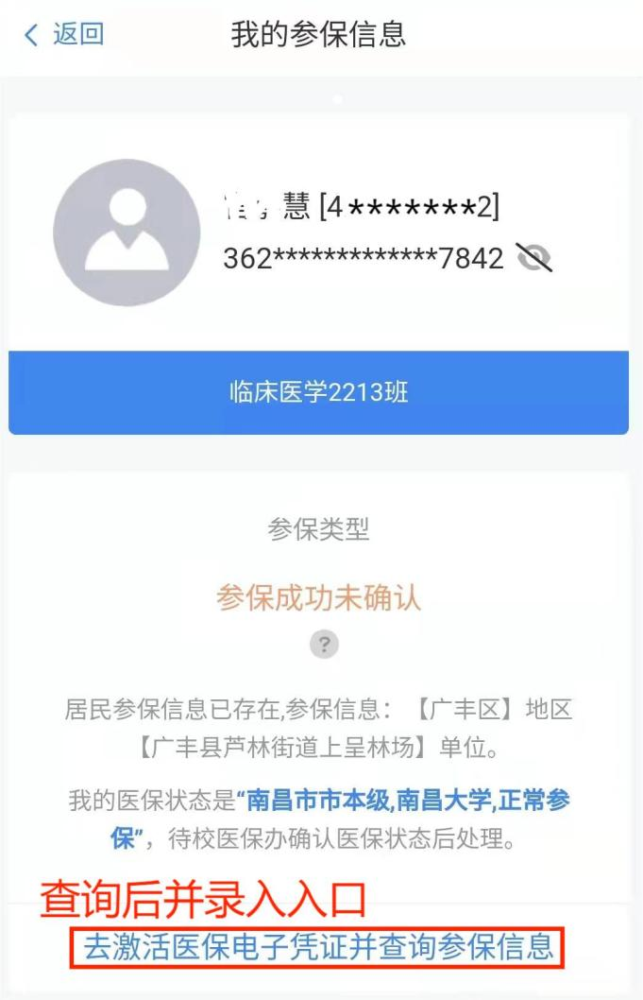 返回
我的参保信息
慧 [4*******2]
362*************7842
临床医学2213班
参保类型
参保成功未确认
?
居民参保信息已存在,参保信息：【广丰区】地区
【广丰县芦林街道上呈林场】单位。
我的医保状态是“南昌市市本级,南昌大学,正常参
保”，待校医保办确认医保状态后处理。
查询后并录入入口
去激活医保电子凭证并查询参保信息